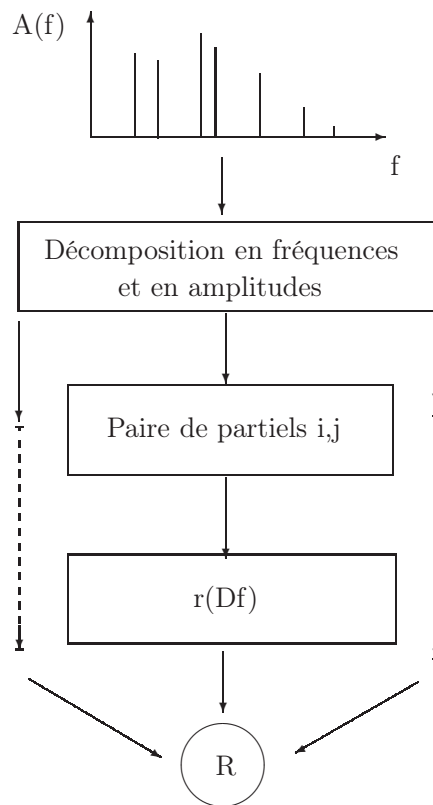 A(f)
f
Décomposition en fréquences
et en amplitudes
Paire de partiels i,j
r(Df)
R